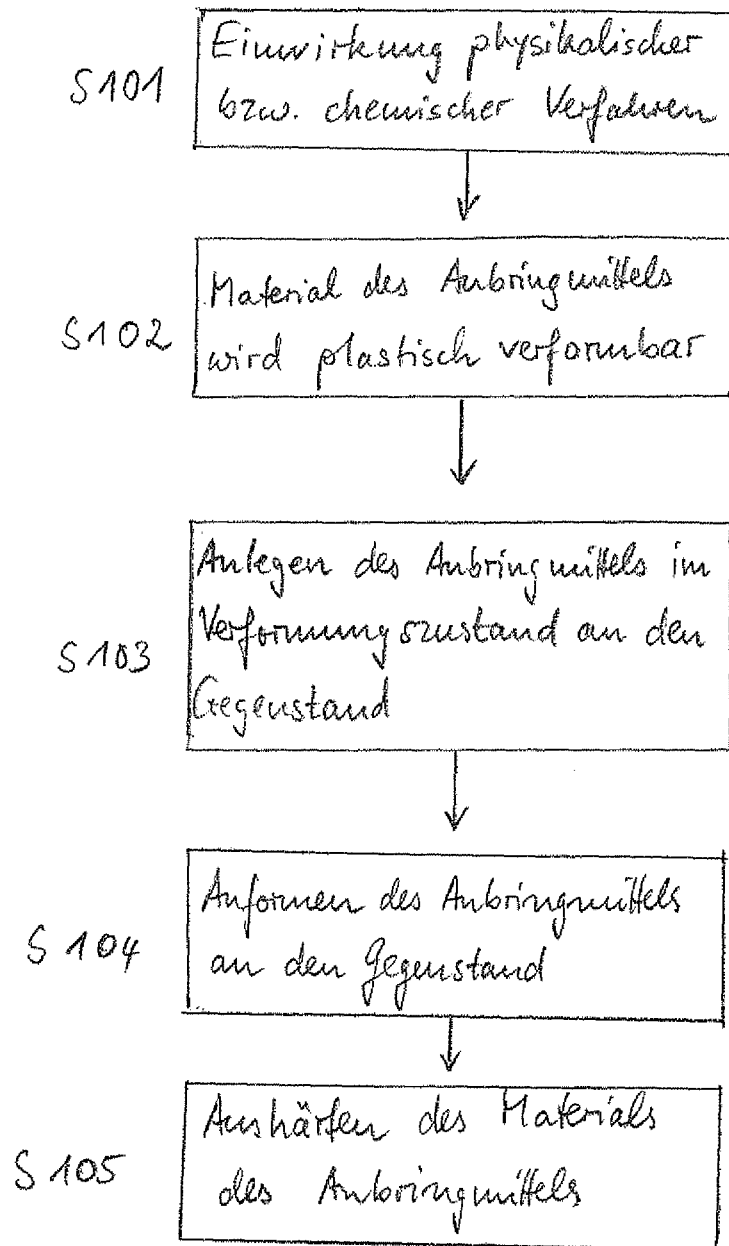 Einwirkung physikalischer
S101 bzw. chemischer Verfahren
Material des Anbringmittels
S102 wird plastisch verformbar
Anlegen des Anbringmittels im
S103 Verformungszustand an den
Gegenstand
Anformen des Anbringmittels
S104 an den Gegenstand
Aushärten des Materials
S105 des Anbringmittels